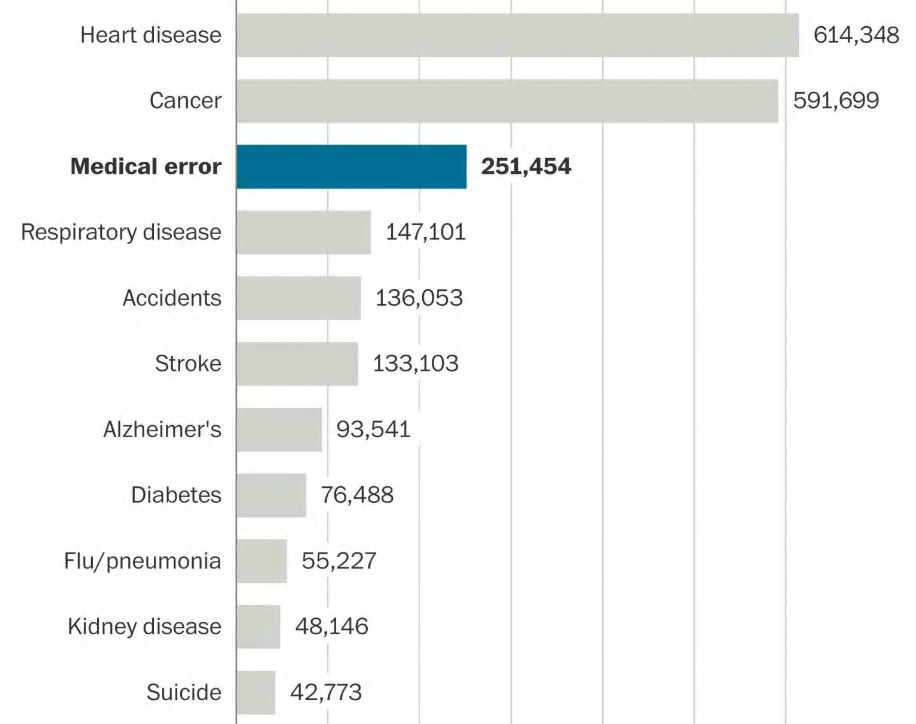 Heart disease 614,348
Cancer 591,699
Medical error 251,454
Respiratory disease 147,101
Accidents 136,053
Stroke 133,103
Alzheimer's 93,541
Diabetes 76,488
Flu/pneumonia 55,227
Kidney disease 48,146
Suicide 42,773